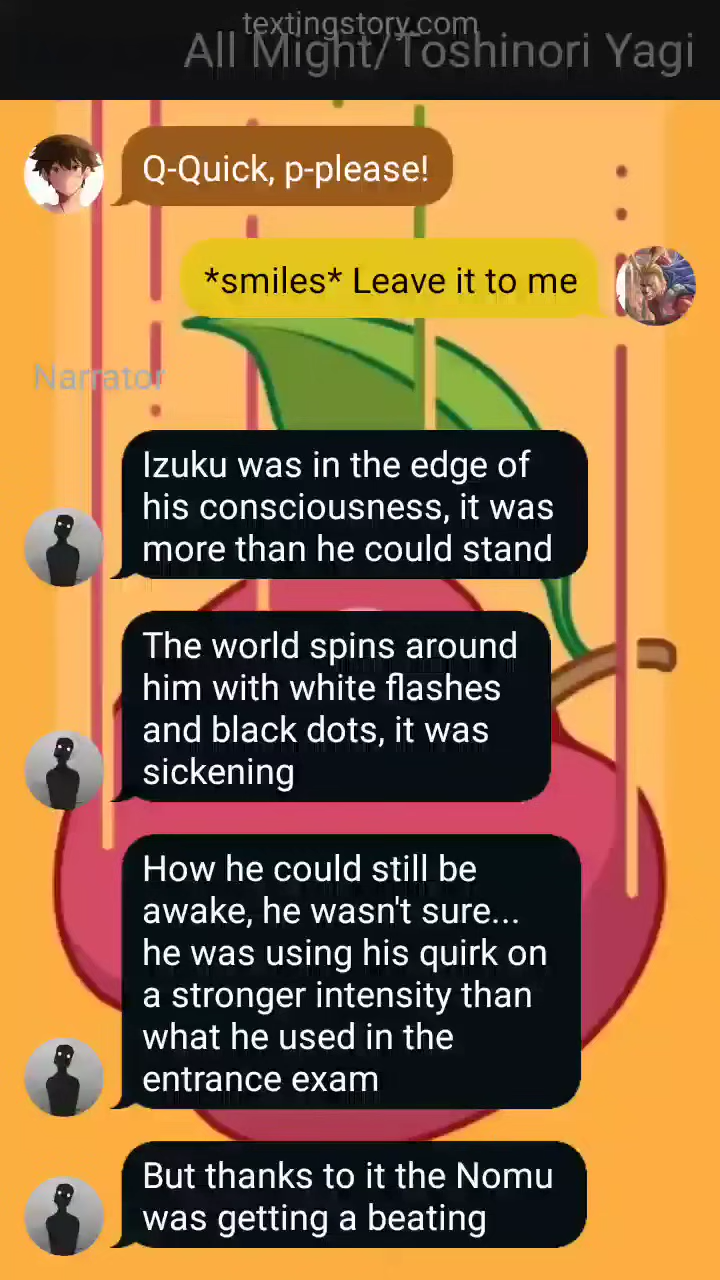 textingstory.com
All Might/Toshinori Yagi
Q-Quick, p-please!
*smiles* Leave it to me
Narrator
Izuku was in the edge of
his consciousness, it was
more than he could stand
The world spins around
him with white flashes
and black dots, it was
sickening
How he could still be
awake, he wasn't sure...
he was using his quirk on
a stronger intensity than
what he used in the
entrance exam
But thanks to it the Nomu
was getting a beating